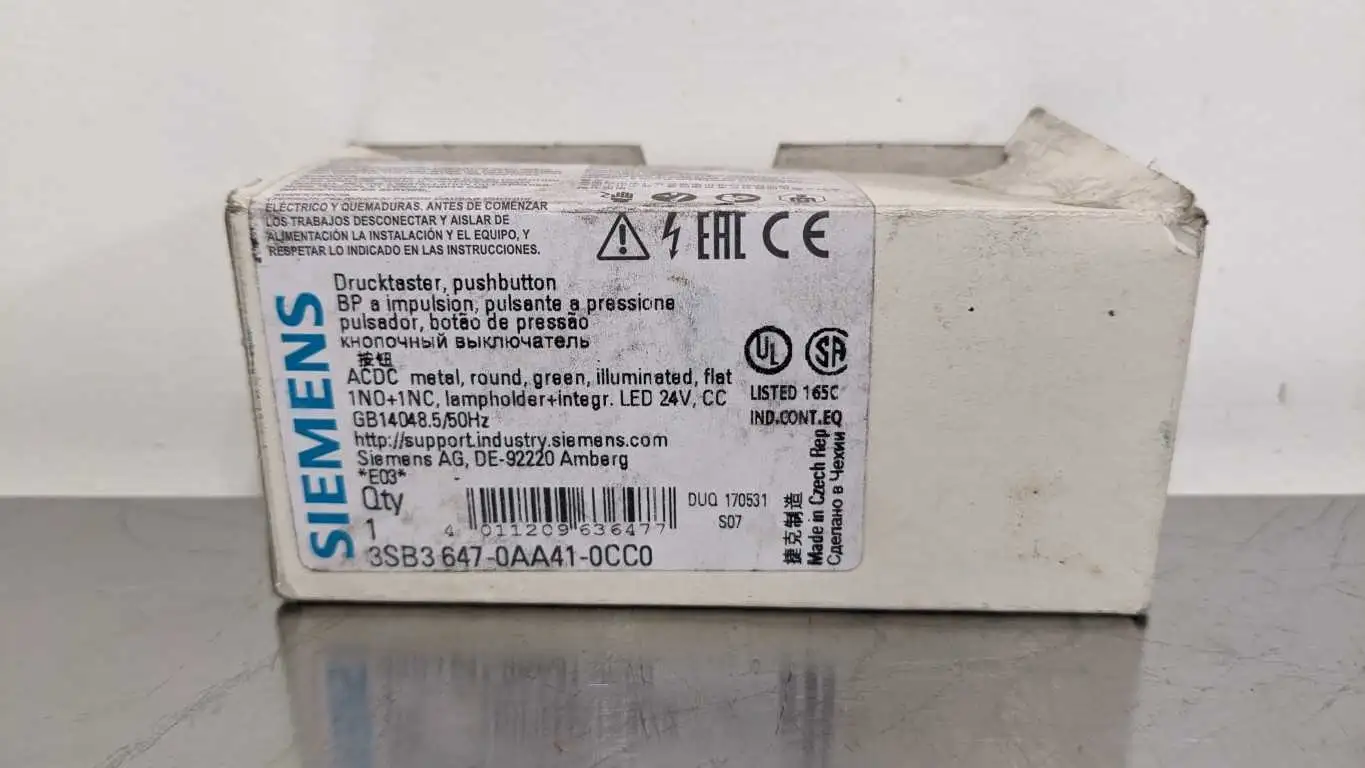 ELÉCTRICO Y QUEMADURAS. ANTES DE COMENZAR
LOS TRABAJOS DESCONECTAR Y AISLAR DE
ALIMENTACIÓN LA INSTALACIÓN Y EL EQUIPO, Y
RESPETAR LO INDICADO EN LAS INSTRUCCIONES.
EAC CE
SIEMENS
Drucktaster, pushbutton
BP a impulsion, pulsante a pressione
pulsador, botão de pressão
кнопочный выключатель
按钮
ACDC metal, round, green, illuminated, flat
1NO+1NC, lampholder+integr. LED 24V, CC
GB14048.5/50Hz
http://support.industry.siemens.com
Siemens AG, DE-92220 Amberg
*E03*
UL SA
LISTED 165C
IND.CONT.EQ
Qty
1
4 011209 636477
DUQ 170531
S07
3SB3 647-0AA41-0CC0
捷克制造
Made in Czech Rep
Сделано в Чехии